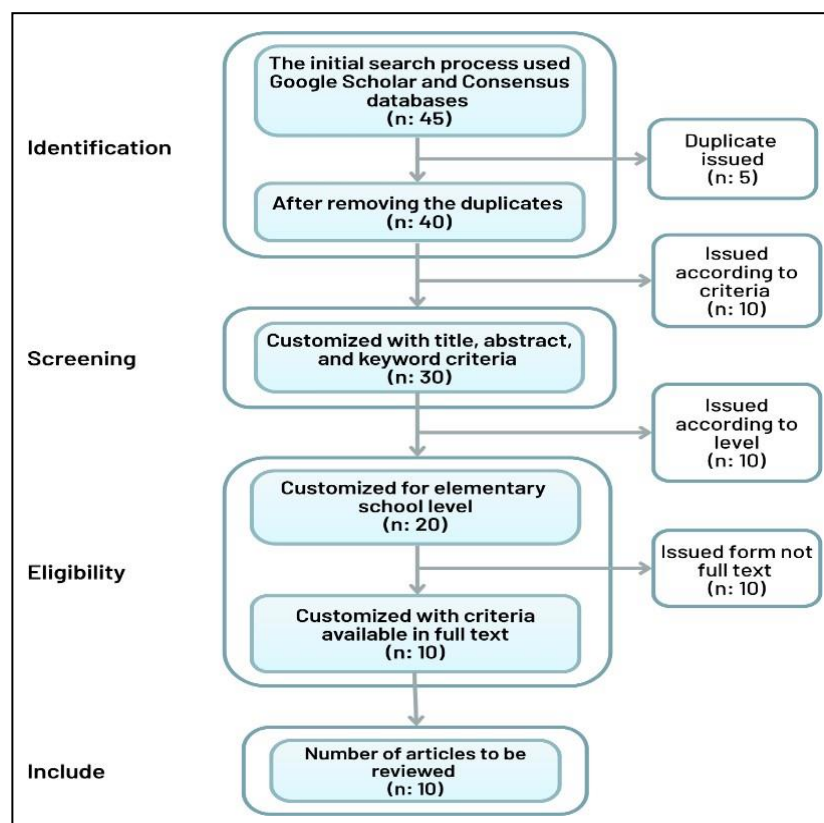 The initial search process used
Google Scholar and Consensus
databases
(n: 45)
Identification
Duplicate
issued
(n: 5)
After removing the duplicates
(n: 40)
Issued
according to
criteria
(n: 10)
Screening
Customized with title, abstract,
and keyword criteria
(n: 30)
Issued
according to
level
(n: 10)
Customized for elementary
school level
(n: 20)
Eligibility
Issued form not
full text
(n: 10)
Customized with criteria
available in full text
(n: 10)
Include
Number of articles to be
reviewed
(n: 10)